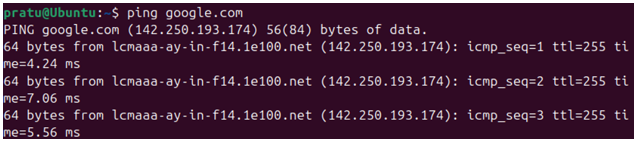 pratu@Ubuntu:~$ ping google.com
PING google.com (142.250.193.174) 56(84) bytes of data.
64 bytes from lcmaaa-ay-in-f14.1e100.net (142.250.193.174): icmp_seq=1 ttl=255 ti
me=4.24 ms
64 bytes from lcmaaa-ay-in-f14.1e100.net (142.250.193.174): icmp_seq=2 ttl=255 ti
me=7.06 ms
64 bytes from lcmaaa-ay-in-f14.1e100.net (142.250.193.174): icmp_seq=3 ttl=255 ti
me=5.56 ms